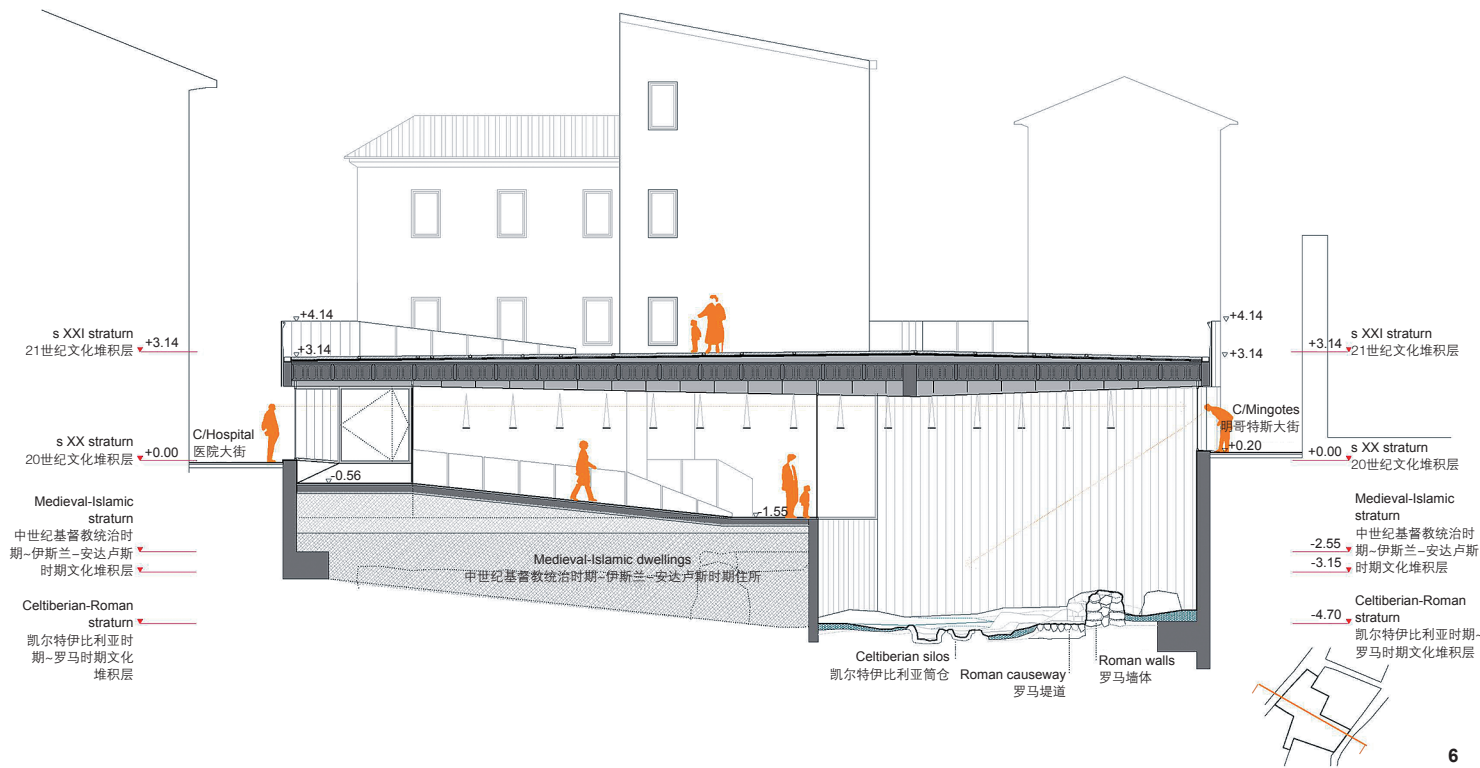 s XXI straturn
21世纪文化堆积层
+3.14
s XX straturn
20世纪文化堆积层
+0.00
Medieval-Islamic
straturn
中世纪基督教统治时
期~伊斯兰–安达卢斯
时期文化堆积层
Celtiberian-Roman
straturn
凯尔特伊比利亚时
期~罗马时期文化
堆积层
C/Hospital
医院大街
+4.14
+3.14
-0.56
-1.55
Medieval-Islamic dwellings
中世纪基督教统治时期~伊斯兰–安达卢斯时期住所
Celtiberian silos
凯尔特伊比利亚筒仓
Roman causeway
罗马堤道
Roman walls
罗马墙体
+4.14
+3.14
C/Mingotes
明哥特斯大街
+0.20
+3.14
s XXI straturn
21世纪文化堆积层
+0.00
s XX straturn
20世纪文化堆积层
Medieval-Islamic
straturn
中世纪基督教统治时
期~伊斯兰–安达卢斯
时期文化堆积层
-2.55
-3.15
-4.70
Celtiberian-Roman
straturn
凯尔特伊比利亚时期~
罗马时期文化堆积层
6